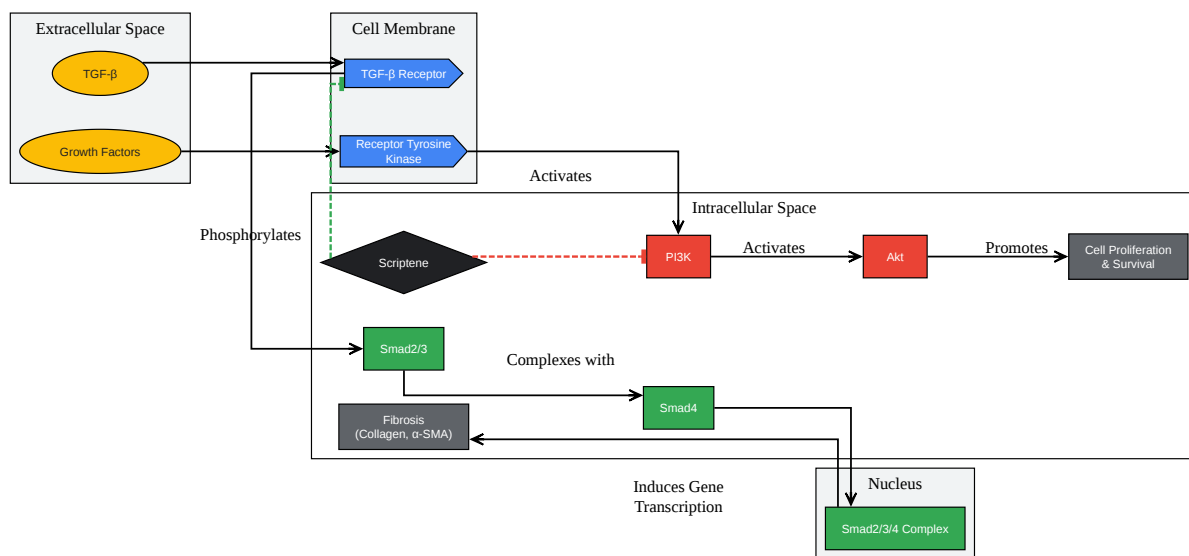 Extracellular Space
Cell Membrane
TGF-β
TGF-β Receptor
Growth Factors
Receptor Tyrosine
Kinase
Activates
Intracellular Space
Phosphorylates
Scriptene
PI3K
Activates
Akt
Promotes
Cell Proliferation
& Survival
Smad2/3
Complexes with
Smad4
Fibrosis
(Collagen, α-SMA)
Induces Gene
Transcription
Nucleus
Smad2/3/4 Complex